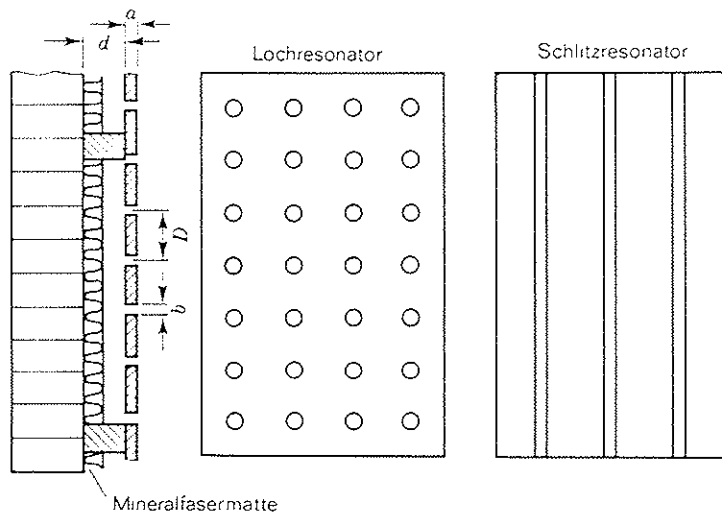 a
d
Lochresonator
Schlitzresonator
D
b
Mineralfasermatte